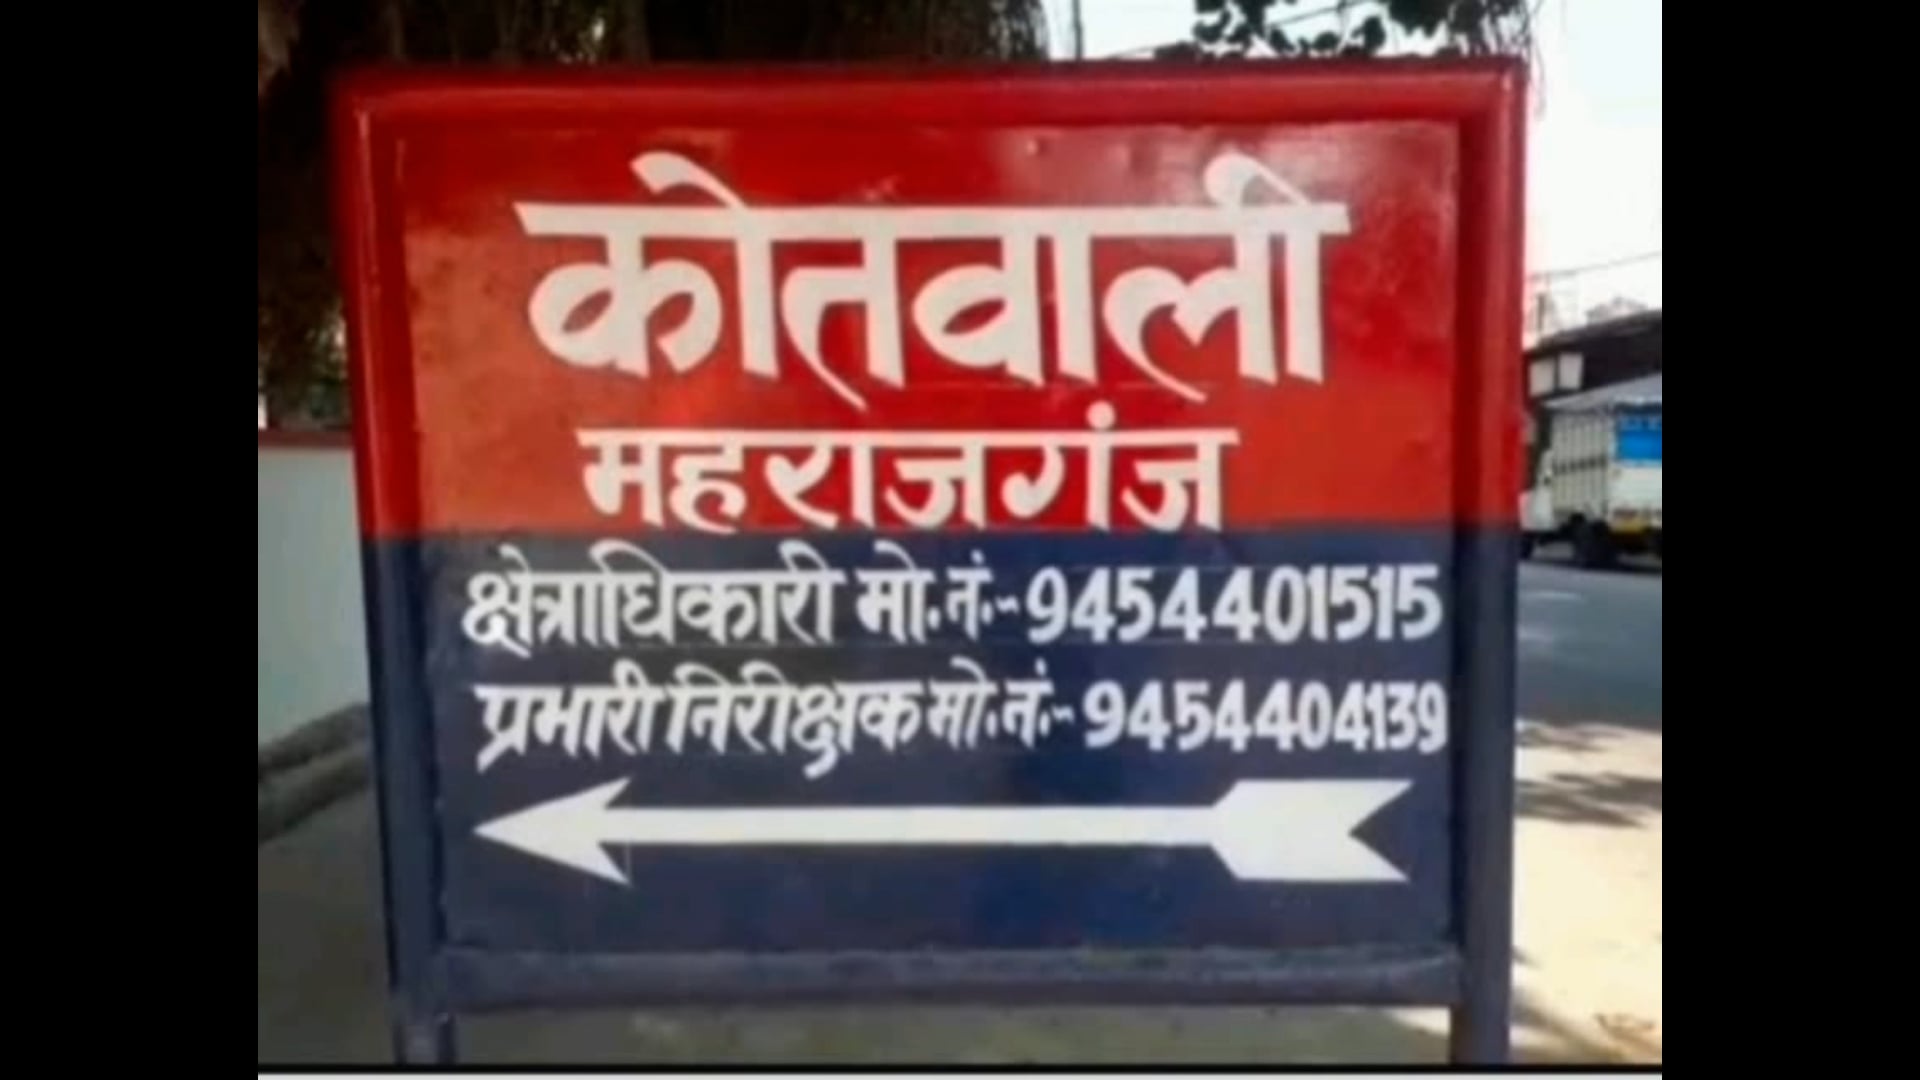 कोतवाली
महराजगंज
क्षेत्राधिकारी मो.नं.-9454401515
प्रभारी निरीक्षक मो.नं.-9454404139